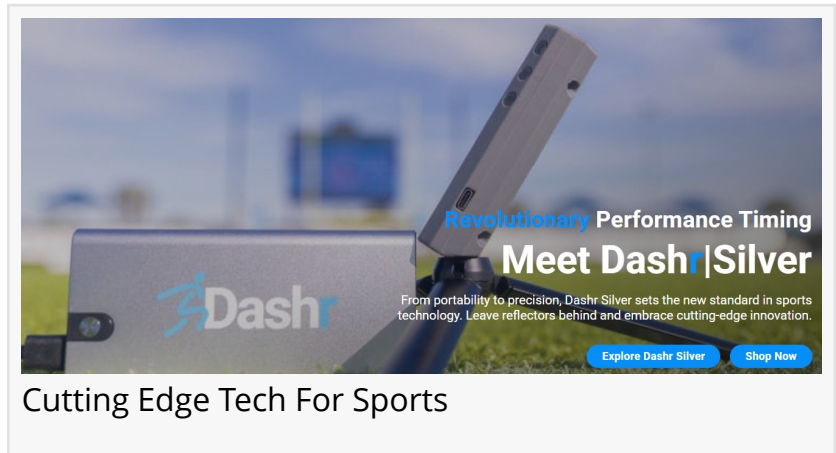 Dashr
Revolutionary Performance Timing
Meet Dashr|Silver
From portability to precision, Dashr Silver sets the new standard in sports
technology. Leave reflectors behind and embrace cutting-edge innovation.
Explore Dashr Silver
Shop Now
Cutting Edge Tech For Sports